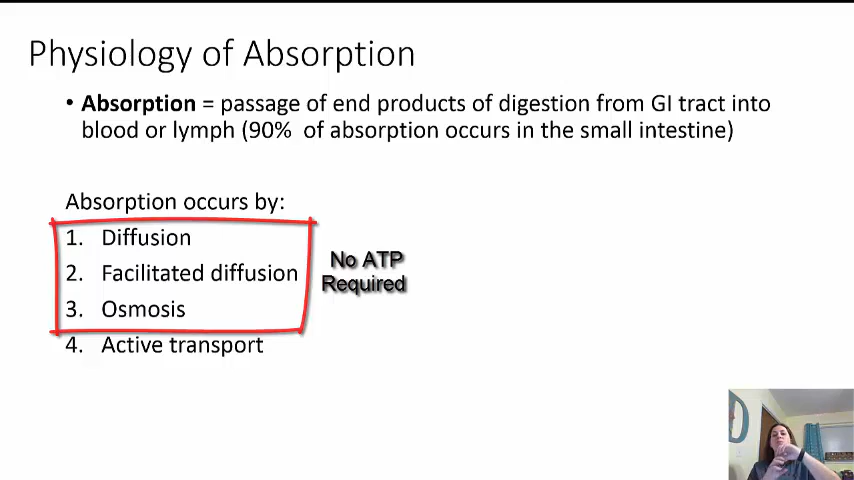 Physiology of Absorption
• Absorption = passage of end products of digestion from GI tract into
blood or lymph (90%  of absorption occurs in the small intestine)
Absorption occurs by:
1. Diffusion
2. Facilitated diffusion
3. Osmosis
4. Active transport
No ATP
Required